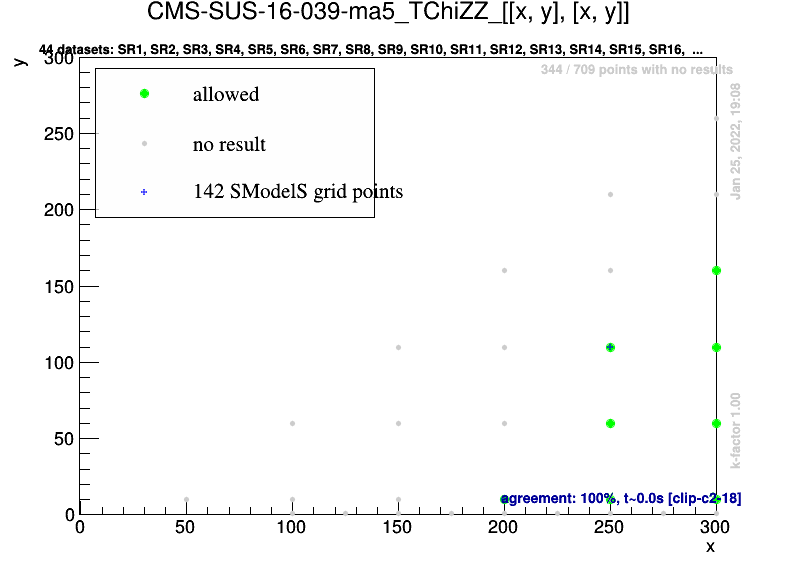 CMS-SUS-16-039-ma5_TChiZZ_[[x, y], [x, y]]
44 datasets: SR1, SR2, SR3, SR4, SR5, SR6, SR7, SR8, SR9, SR10, SR11, SR12, SR13, SR14, SR15, SR16, ...
y
300
344 / 709 points with no results
allowed
no result
142 SModelS grid points
Jan 25, 2022, 19:08
250
200
150
100
50
0
k-factor 1.00
agreement: 100%, t~0.0s [clip-c2-18]
0
50
100
150
200
250
300
x